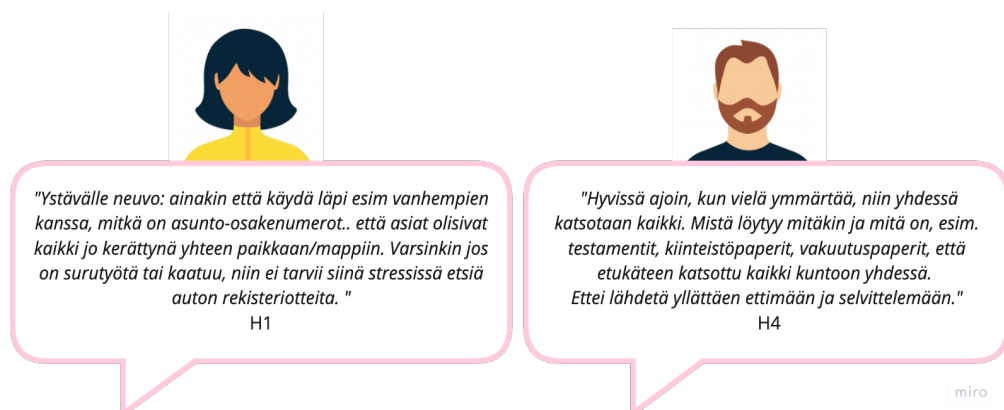 "Ystävälle neuvo: ainakin että käydä läpi esim vanhempien
kanssa, mitkä on asunto-osakenumerot.. että asiat olisivat
kaikki jo kerättynä yhteen paikkaan/mappiin. Varsinkin jos
on surutyötä tai kaatuu, niin ei tarvii siinä stressissä etsiä
auton rekisteriotteita. "
H1
"Hyvissä ajoin, kun vielä ymmärtää, niin yhdessä
katsotaan kaikki. Mistä löytyy mitäkin ja mitä on, esim.
testamentit, kiinteistöpaperit, vakuutuspaperit, että
etukäteen katsottu kaikki kuntoon yhdessä.
Ettei lähdetä yllättäen ettimään ja selvittelemään."
H4
miro